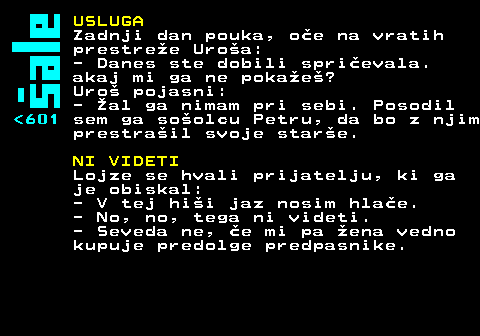 Šale
<601
USLUGA
Zadnji dan pouka, oče na vratih
prestreže Uroša:
- Danes ste dobili spričevala.
akaj mi ga ne pokažeš?
Uroš pojasni:
- Žal ga nimam pri sebi. Posodil
sem ga sošolcu Petru, da bo z njim
prestrašil svoje starše.
NI VIDETI
Lojze se hvali prijatelju, ki ga
je obiskal:
- V tej hiši jaz nosim hlače.
- No, no, tega ni videti.
- Seveda ne, če mi pa žena vedno
kupuje predolge predpasnike.